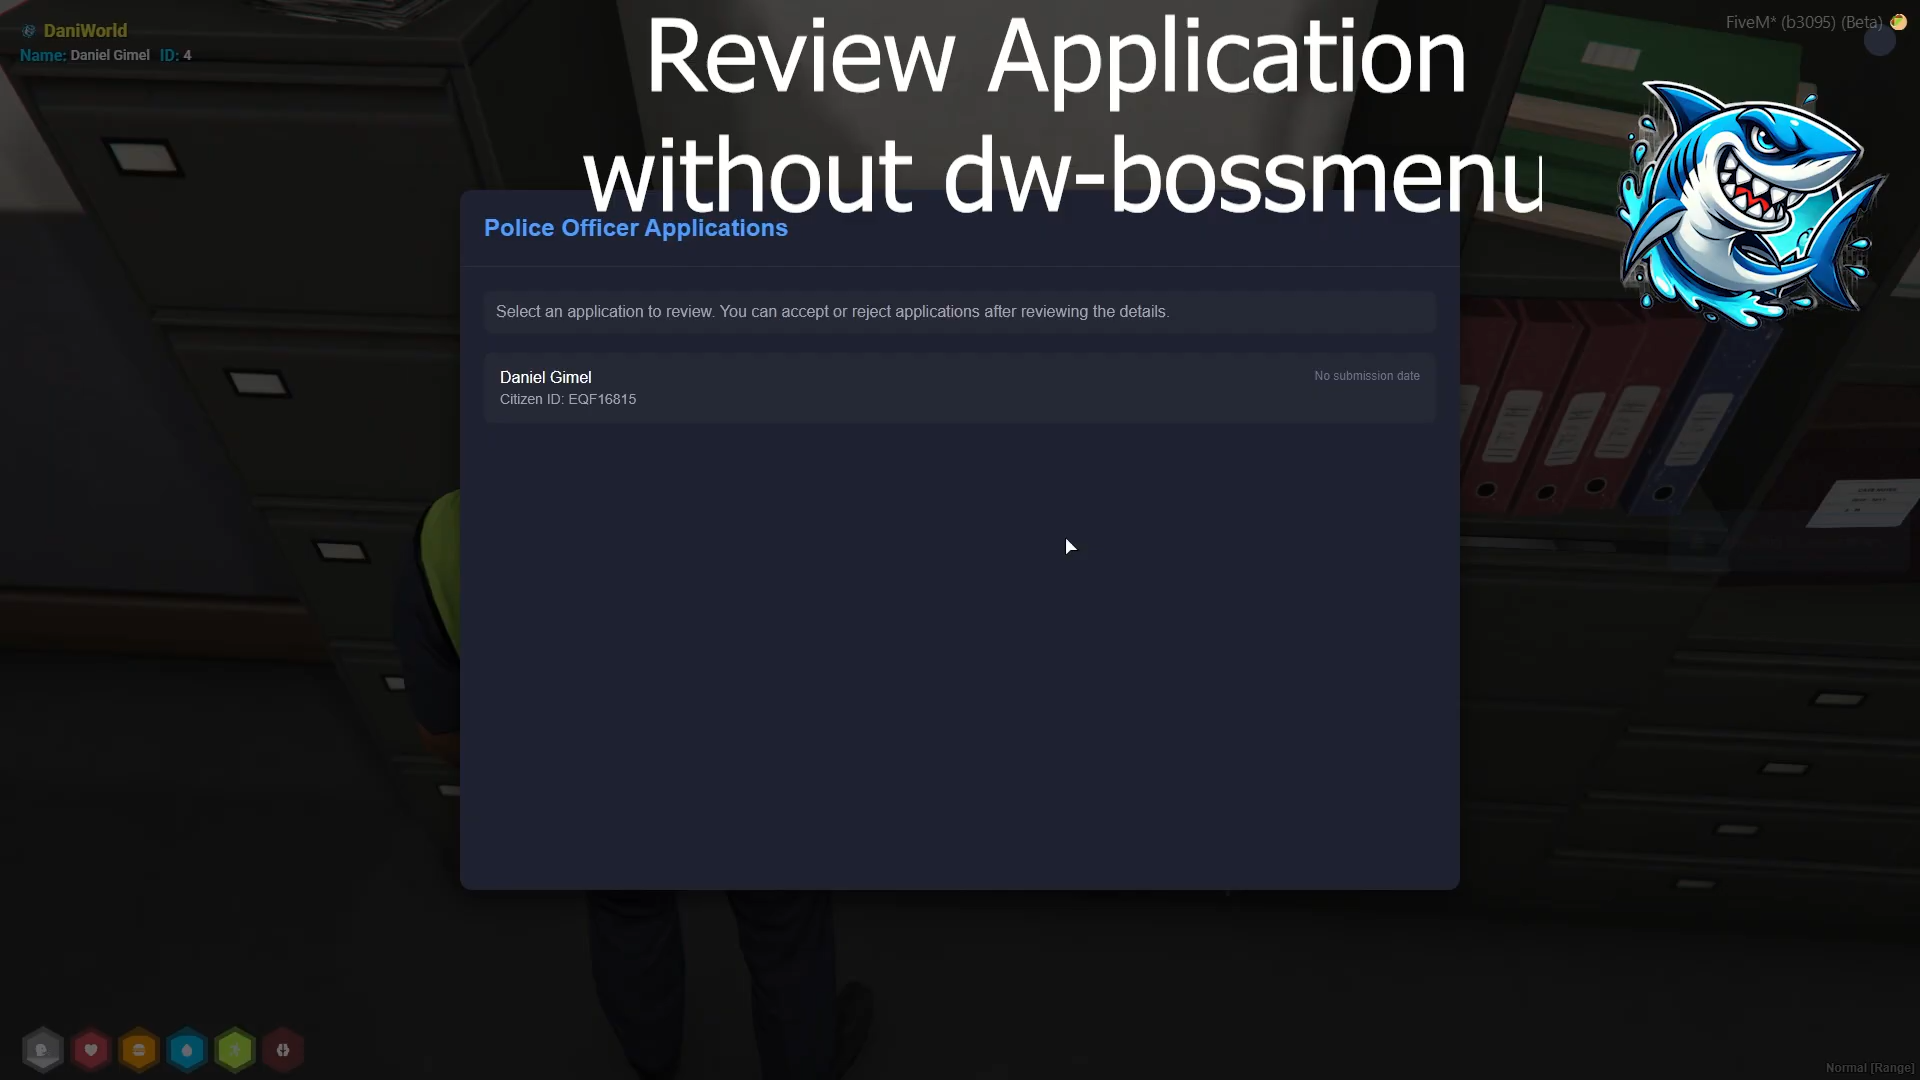 DaniWorld
Name: Daniel Gimel ID: 4
FiveM* (b3095) (Beta)
Review Application
without dw-bossmenu
Police Officer Applications
Select an application to review. You can accept or reject applications after reviewing the details.
Daniel Gimel
No submission date
Citizen ID: EQF16815
Normal [Range]